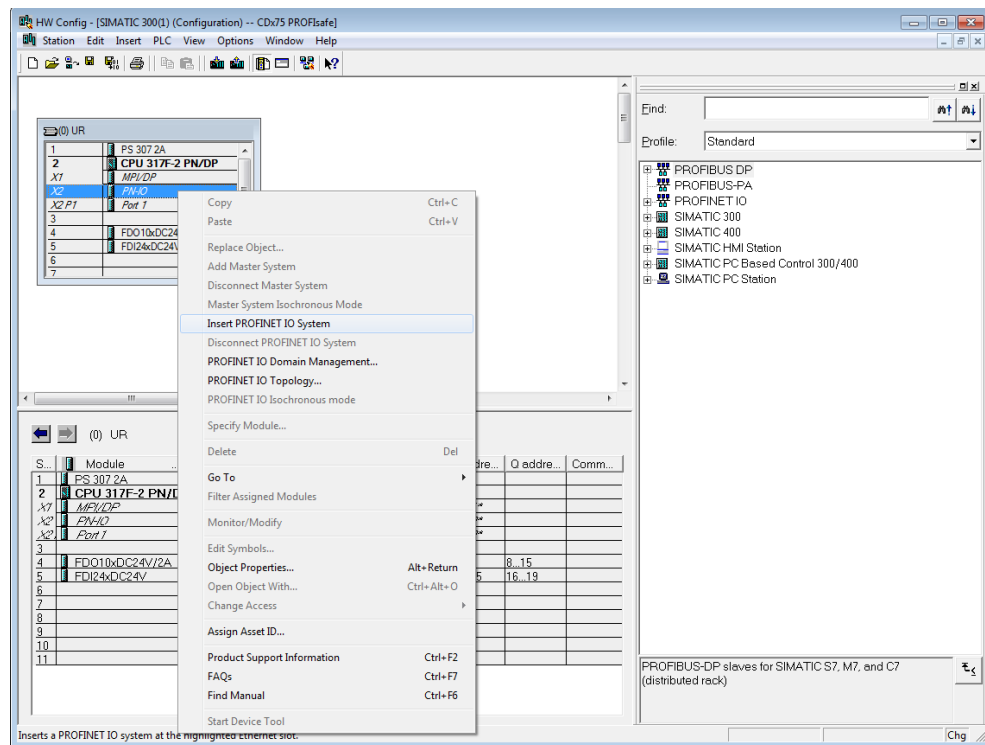 HW Config - [SIMATIC 300(1) (Configuration) -- CDx75 PROFIsafe]
Station Edit Insert PLC View Options Window Help
(0) UR
1 PS 307 2A
2 CPU 317F-2 PN/DP
X1 MPI/DP
X2 PN-IO
X2 P1 Port 1
3
4 FDO10xDC24
5 FDI24xDC24V
6
7
Copy Ctrl+C
Paste Ctrl+V
Replace Object...
Add Master System
Disconnect Master System
Master System Isochronous Mode
Insert PROFINET IO System
Disconnect PROFINET IO System
PROFINET IO Domain Management...
PROFINET IO Topology...
PROFINET IO Isochronous mode
Specify Module...
Delete Del
Go To
Filter Assigned Modules
Monitor/Modify
Edit Symbols...
Object Properties... Alt+Return
Open Object With... Ctrl+Alt+O
Change Access
Assign Asset ID...
Product Support Information Ctrl+F2
FAQs Ctrl+F7
Find Manual Ctrl+F6
Start Device Tool
Find:
Profile: Standard
PROFIBUS DP
PROFIBUS-PA
PROFINET IO
SIMATIC 300
SIMATIC 400
SIMATIC HMI Station
SIMATIC PC Based Control 300/400
SIMATIC PC Station
PROFIBUS-DP slaves for SIMATIC S7, M7, and C7
(distributed rack)
(0) UR
S... Module ... dre... Q addre... Comm...
1 PS 307 2A
2 CPU 317F-2 PN/D
X1 MPI/DP
X2 PN-IO
X2 Port 1
3
4 FDO10xDC24V/2A 8...15
5 FDI24xDC24V 5 16...19
6
7
8
9
10
11
Inserts a PROFINET IO system at the highlighted Ethernet slot.
Chg